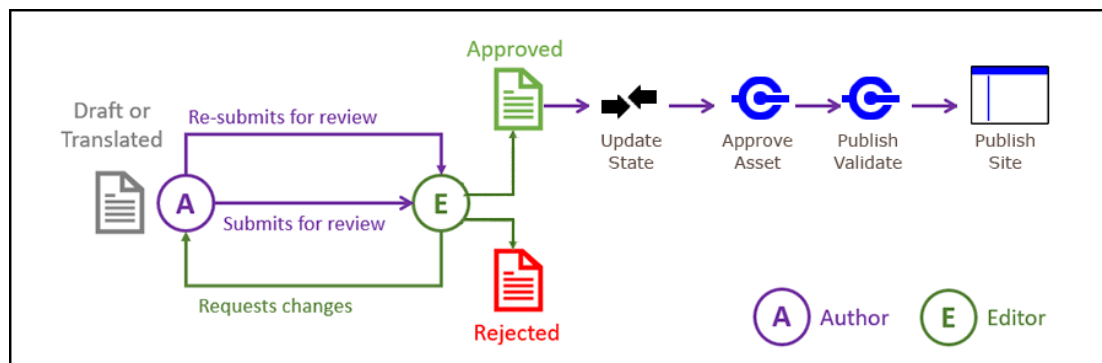 Approved
Draft or
Translated
Re-submits for review
A
E
Submits for review
Requests changes
Rejected
Update
State
Approve
Asset
Publish
Validate
Publish
Site
A Author
E Editor